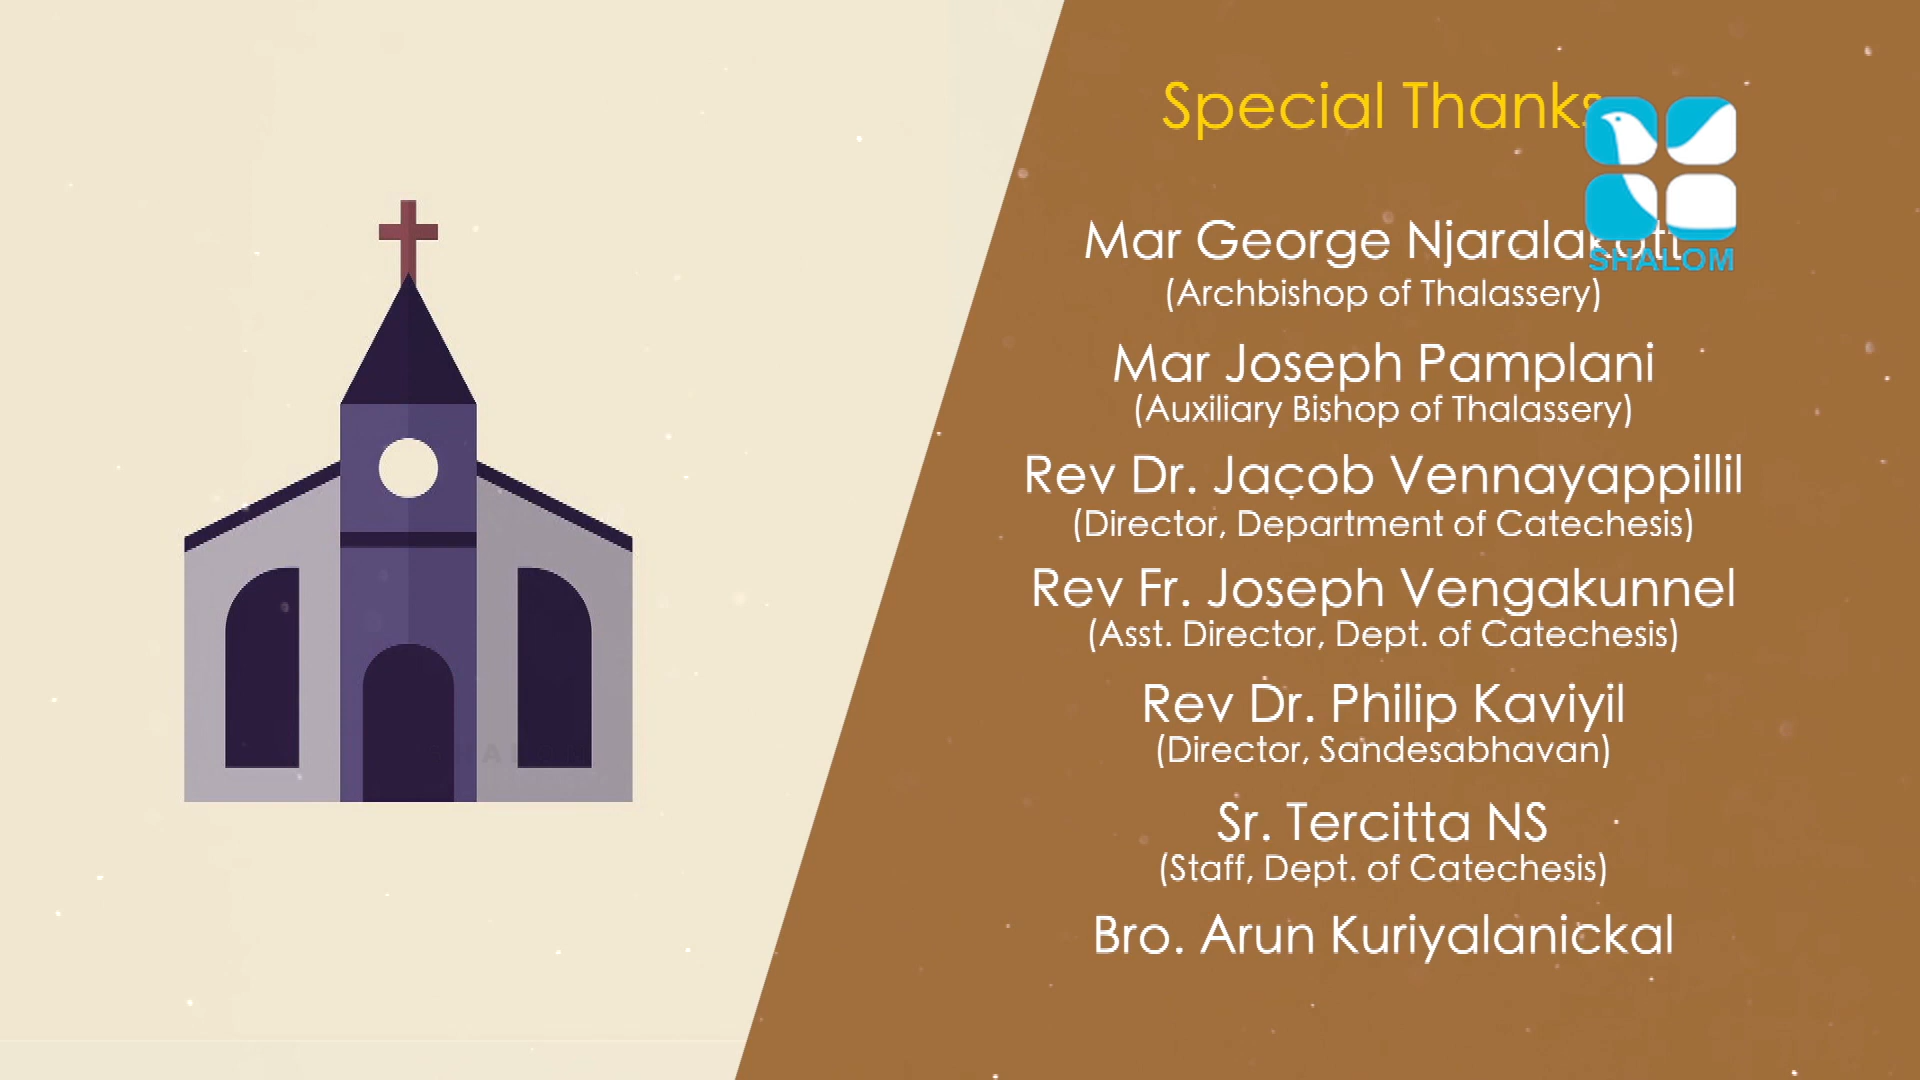 Special Thanks
SHALOM
Mar George Njaralakatt
(Archbishop of Thalassery)
Mar Joseph Pamplani
(Auxiliary Bishop of Thalassery)
Rev Dr. Jacob Vennayappillil
(Director, Department of Catechesis)
Rev Fr. Joseph Vengakunnel
(Asst. Director, Dept. of Catechesis)
Rev Dr. Philip Kaviyil
(Director, Sandesabhavan)
Sr. Tercitta NS
(Staff, Dept. of Catechesis)
Bro. Arun Kuriyalanickal